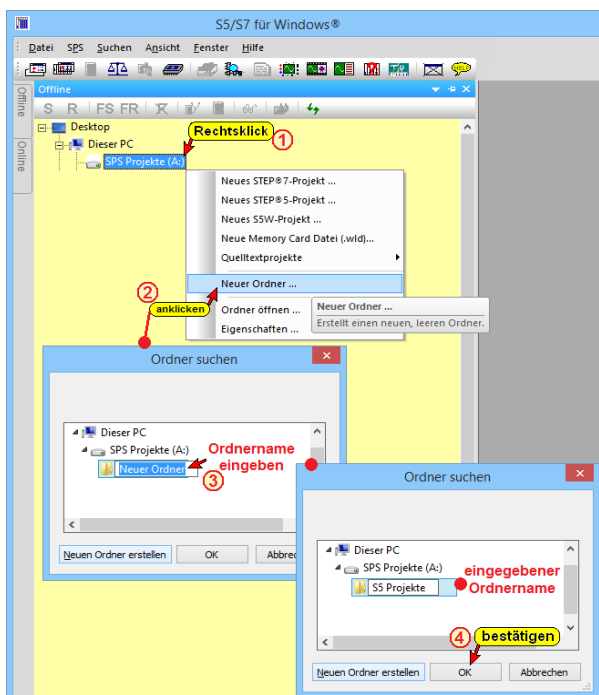 S5/S7 für Windows®
Datei SPS Suchen Ansicht Fenster Hilfe
Offline
S R FS FR
Offline
Online
Desktop
Dieser PC
SPS Projekte (A:)
Rechtsklick
1
Neues STEP®7-Projekt ...
Neues STEP®5-Projekt ...
Neues S5W-Projekt ...
Neue Memory Card Datei (.wld)...
Quelltextprojekte
Neuer Ordner ...
Ordner öffnen ...
Eigenschaften ...
2
anklicken
Neuer Ordner ...
Erstellt einen neuen, leeren Ordner.
Ordner suchen
Dieser PC
SPS Projekte (A:)
Neuer Ordner
Ordnername
eingeben
3
Neuen Ordner erstellen OK Abbrec
Ordner suchen
Dieser PC
SPS Projekte (A:)
S5 Projekte
eingegebener
Ordnername
4 bestätigen
Neuen Ordner erstellen OK Abbrechen